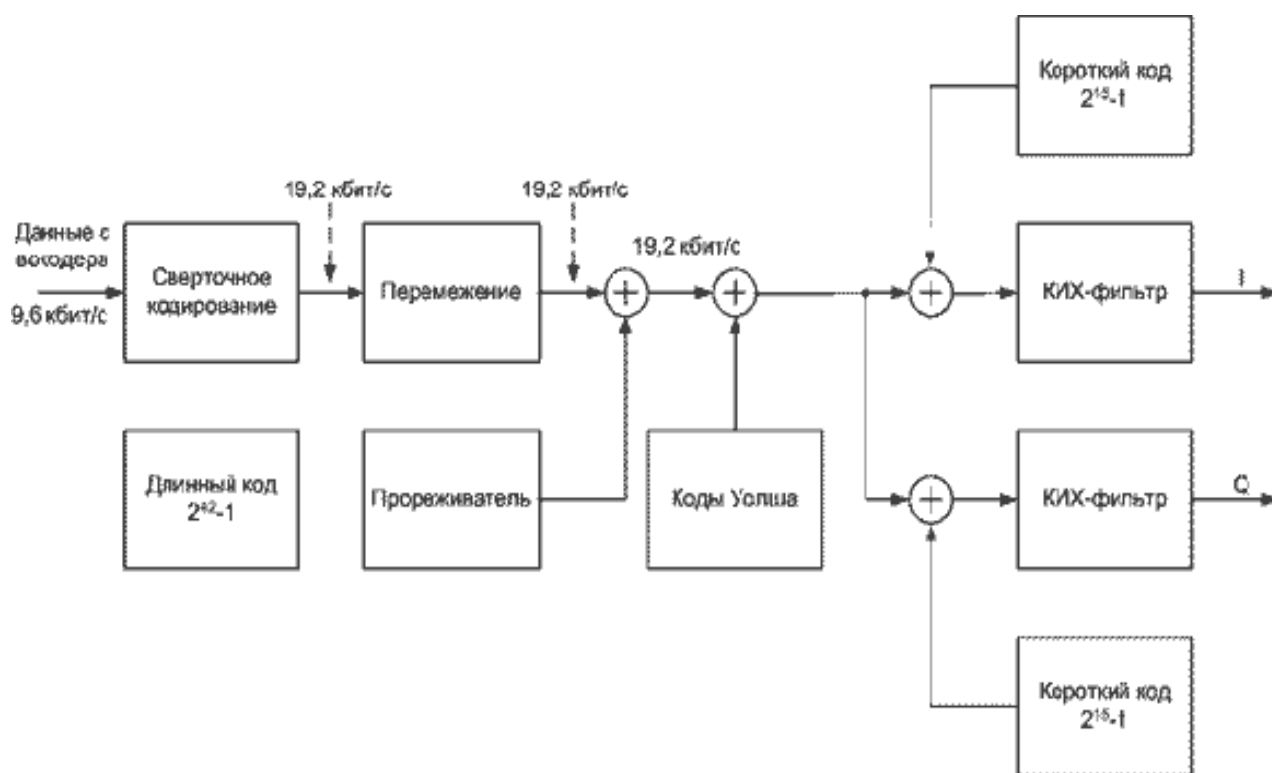 Короткий код
2¹⁵-1
19,2 кбит/с
19,2 кбит/с
Данные с
вокодера
9,6 кбит/с
Сверточное
кодирование
Перемежение
19,2 кбит/с
КИХ-фильтр
I
Длинный код
2⁴²-1
Прореживатель
Коды Уолша
КИХ-фильтр
Q
Короткий код
2¹⁵-1